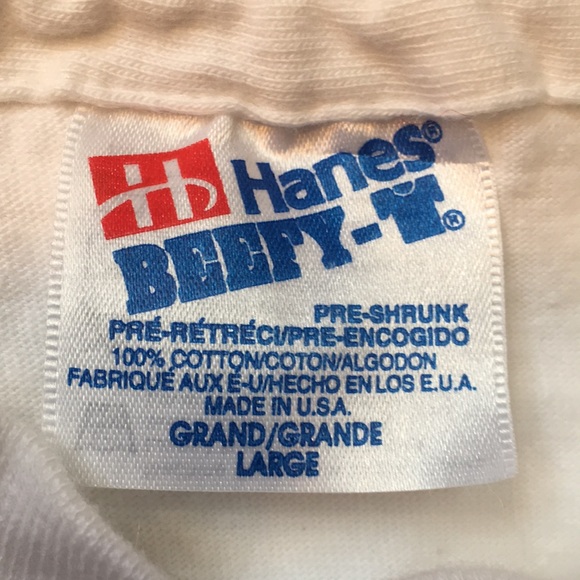 H Hanes®
BEEFY-T®
PRE-SHRUNK
PRÉ-RÉTRÉCI/PRE-ENCOGIDO
100% COTTON/COTON/ALGODON
FABRIQUÉ AUX É-U/HECHO EN LOS E.U.A.
MADE IN U.S.A.
GRAND/GRANDE
LARGE